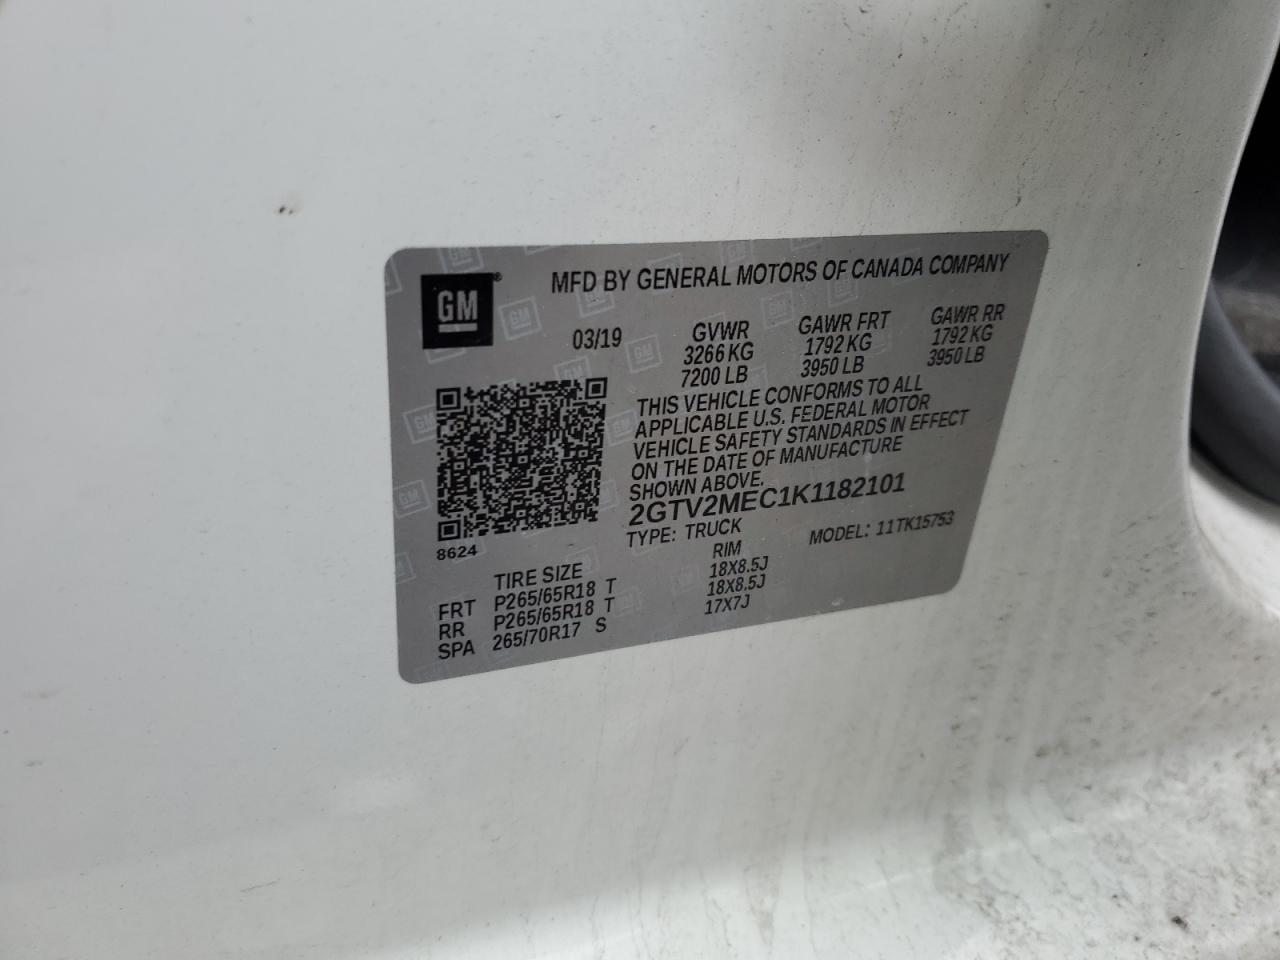 GM®
MFD BY GENERAL MOTORS OF CANADA COMPANY
03/19 GVWR GAWR FRT GAWR RR
3266 KG 1792 KG 1792 KG
7200 LB 3950 LB 3950 LB
THIS VEHICLE CONFORMS TO ALL
APPLICABLE U.S. FEDERAL MOTOR
VEHICLE SAFETY STANDARDS IN EFFECT
ON THE DATE OF MANUFACTURE
SHOWN ABOVE.
2GTV2MEC1K1182101
TYPE: TRUCK MODEL: 11TK15753
8624
TIRE SIZE RIM
FRT P265/65R18 T 18X8.5J
RR P265/65R18 T 18X8.5J
SPA 265/70R17 S 17X7J